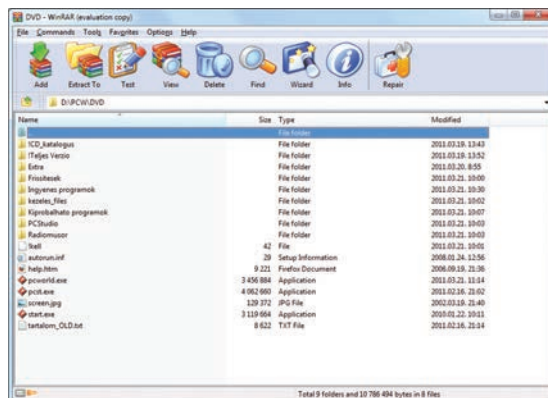 DVD - WinRAR (evaluation copy)
File Commands Tools Favorites Options Help
Add Extract To Test View Delete Find Wizard Info Repair
D:\PCW\DVD
Name Size Type Modified
.. File folder
!CD_katalogus File folder 2011.03.19. 13:43
!Teljes Verzio File folder 2011.03.19. 13:52
Extra File folder 2011.03.20. 8:55
Frissitesek File folder 2011.03.21. 10:00
Ingyenes programok File folder 2011.03.21. 10:30
kezeles_files File folder 2011.03.21. 10:02
Kiprobalhato programok File folder 2011.03.21. 10:07
PCStudio File folder 2011.03.21. 10:03
Radiomusor File folder 2011.03.21. 10:03
!kell 42 File 2011.03.21. 10:01
autorun.inf 29 Setup Information 2008.01.24. 12:56
help.htm 9 221 Firefox Document 2006.09.19. 21:36
pcworld.exe 3 456 884 Application 2011.03.21. 11:14
pcst.exe 4 062 660 Application 2011.02.16. 21:02
screen.jpg 129 372 JPG File 2002.03.19. 21:40
start.exe 3 119 664 Application 2010.01.22. 10:11
tartalom_OLD.txt 8 622 TXT File 2011.02.16. 21:14
Total 9 folders and 10 786 494 bytes in 8 files